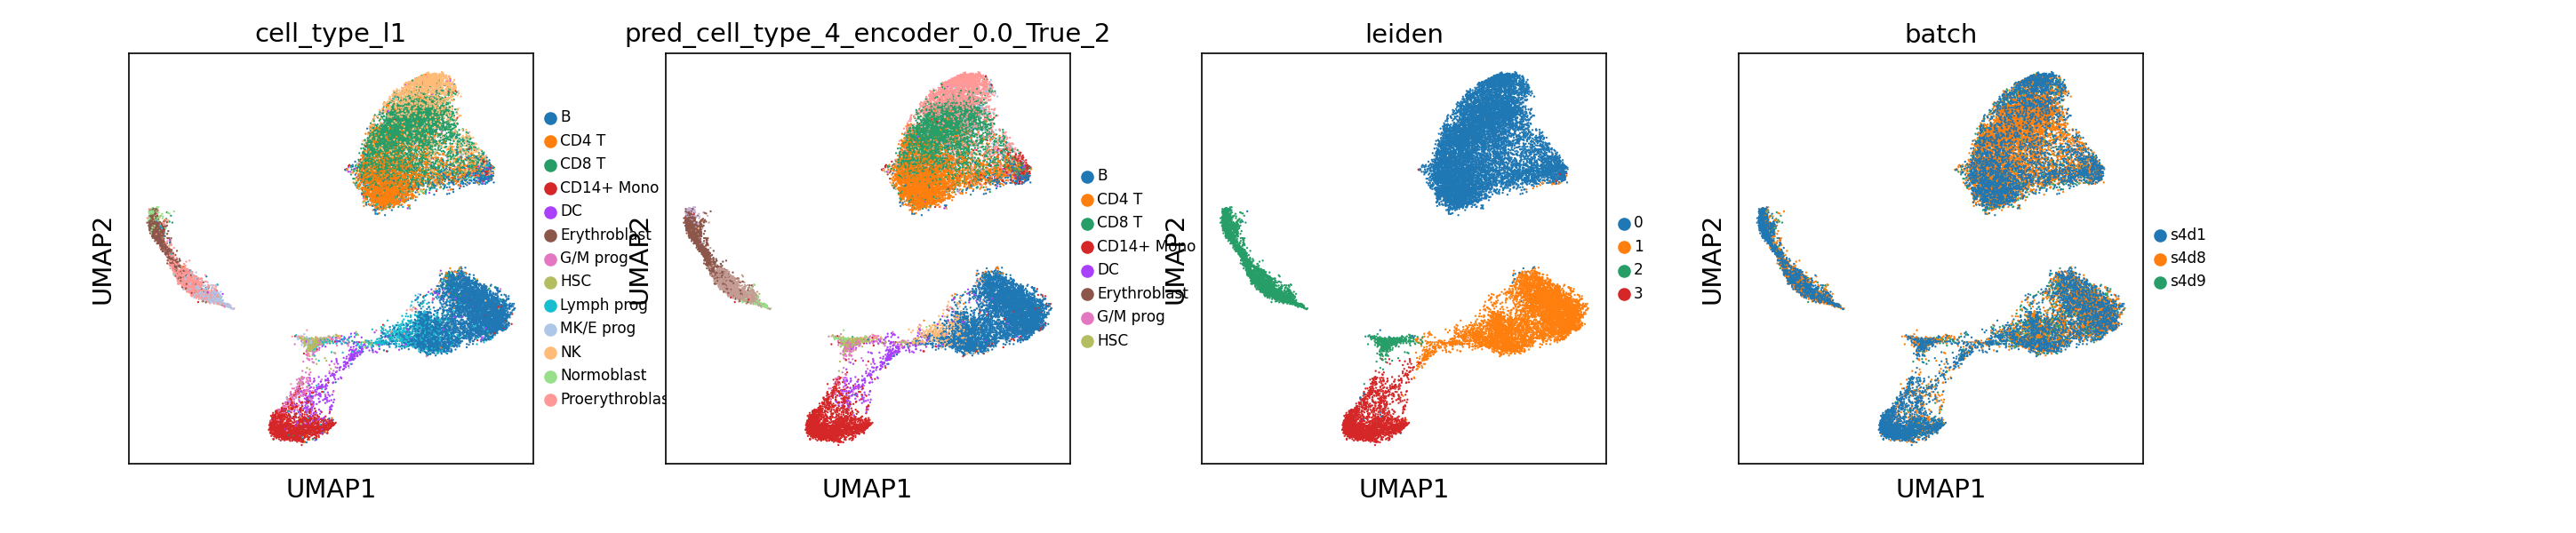 cell_type_l1
UMAP2
UMAP1
B
CD4 T
CD8 T
CD14+ Mono
DC
Erythroblast
G/M prog
HSC
Lymph prog
MK/E prog
NK
Normoblast
Proerythroblas
pred_cell_type_4_encoder_0.0_True_2
UMAP2
UMAP1
B
CD4 T
CD8 T
CD14+ Mono
DC
Erythroblast
G/M prog
HSC
leiden
UMAP2
UMAP1
0
1
2
3
batch
UMAP2
UMAP1
s4d1
s4d8
s4d9